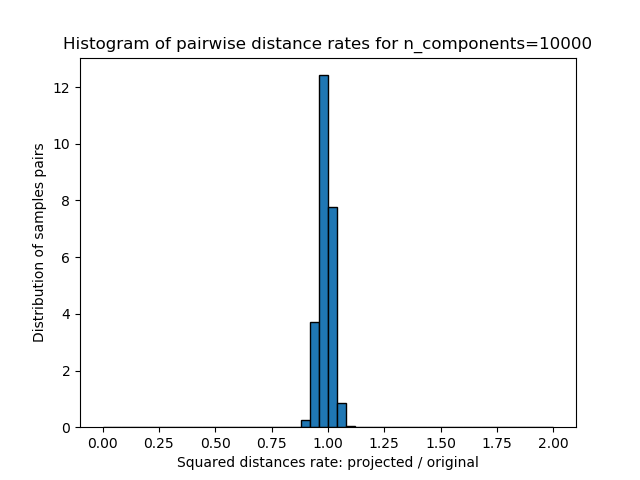 Histogram of pairwise distance rates for n_components=10000
12
10
8
6
4
2
0
Distribution of samples pairs
0.00 0.25 0.50 0.75 1.00 1.25 1.50 1.75 2.00
Squared distances rate: projected / original